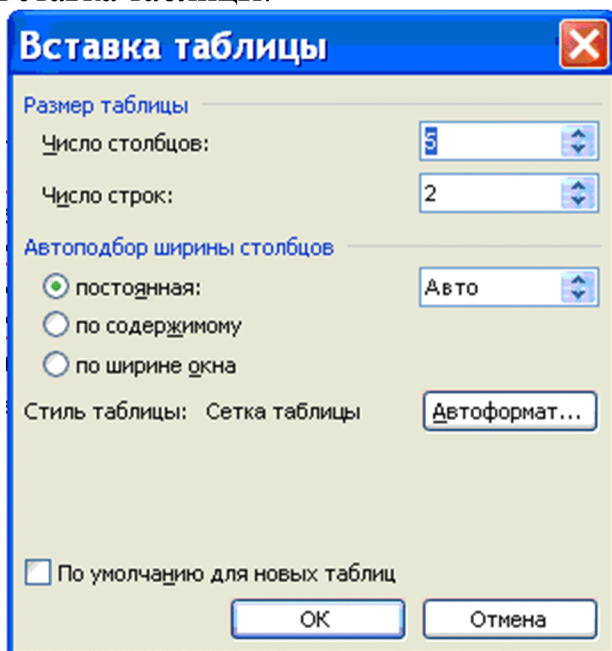 Вставка таблицы
Размер таблицы
Число столбцов: 5
Число строк: 2
Автоподбор ширины столбцов
постоянная: Авто
по содержимому
по ширине окна
Стиль таблицы: Сетка таблицы Автоформат...
По умолчанию для новых таблиц
ОК Отмена